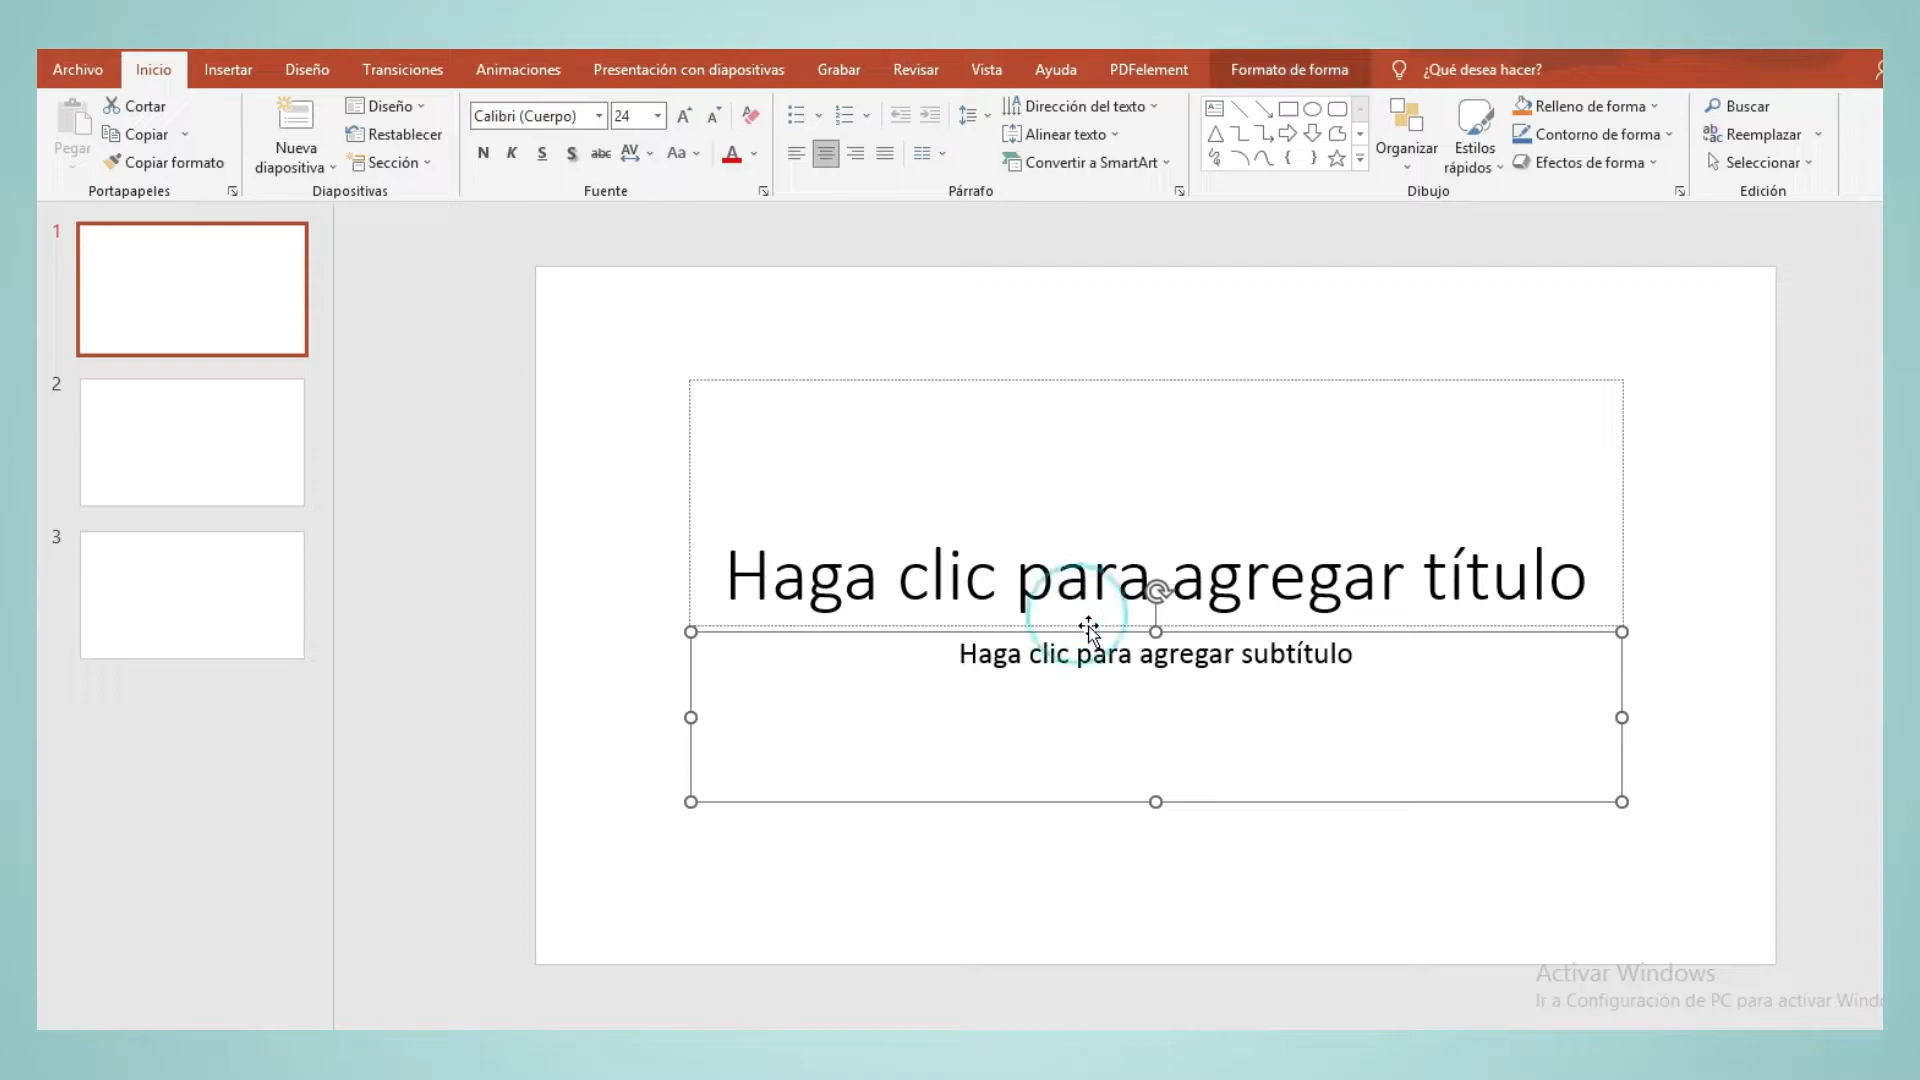 Archivo Inicio Insertar Diseño Transiciones Animaciones Presentación con diapositivas Grabar Revisar Vista Ayuda PDFelement Formato de forma ¿Qué desea hacer?
Pegar
Cortar
Copiar
Copiar formato
Portapapeles
Nueva
diapositiva
Diseño
Restablecer
Sección
Diapositivas
Calibri (Cuerpo) 24
N K S S abc AV Aa A
Fuente
Dirección del texto
Alinear texto
Convertir a SmartArt
Párrafo
Organizar
Estilos
rápidos
Relleno de forma
Contorno de forma
Efectos de forma
Dibujo
Buscar
Reemplazar
Seleccionar
Edición
1
2
3
Haga clic para agregar título
Haga clic para agregar subtítulo
Activar Windows
Ir a Configuración de PC para activar Wind